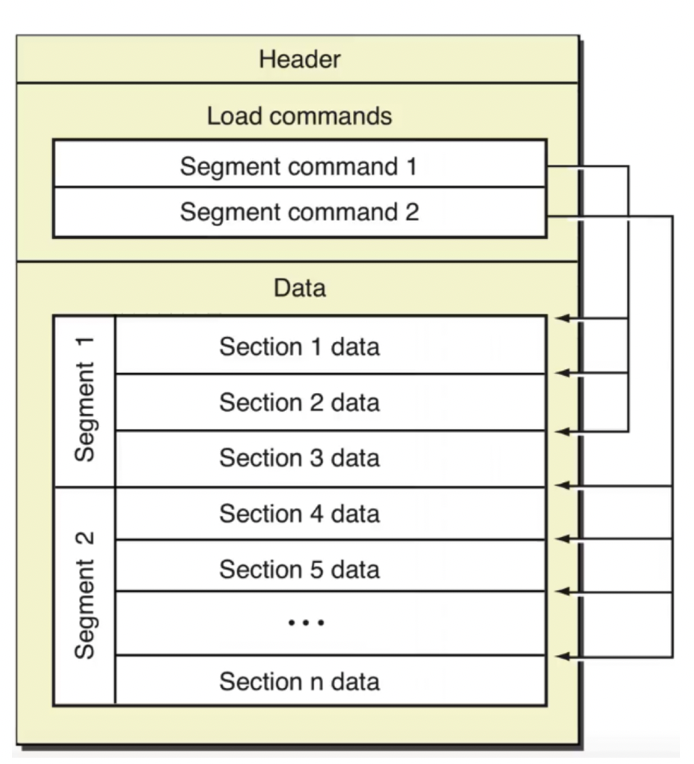 Header
Load commands
Segment command 1
Segment command 2
Data
Segment 1
Section 1 data
Section 2 data
Section 3 data
Segment 2
Section 4 data
Section 5 data
...
Section n data